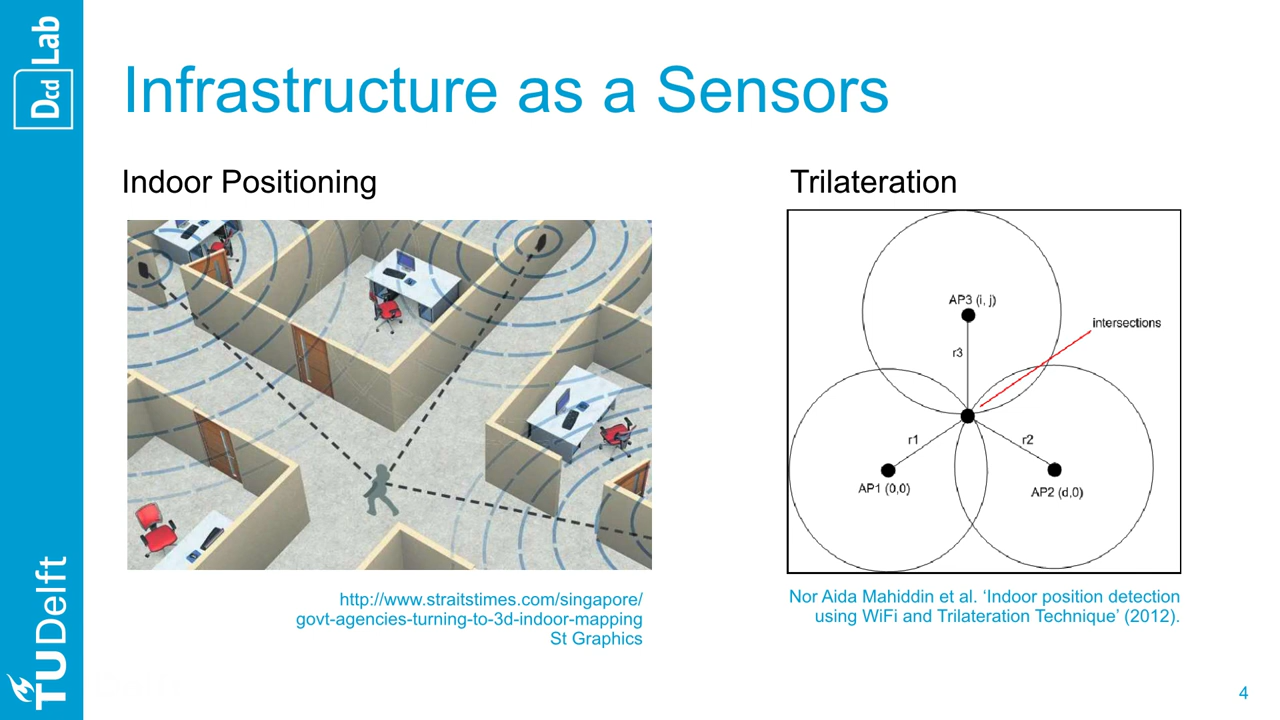 Dcd Lab
Infrastructure as a Sensors
Indoor Positioning
Trilateration
AP3 (i, j)
intersections
r3
r1
r2
AP1 (0,0)
AP2 (d,0)
http://www.straitstimes.com/singapore/
govt-agencies-turning-to-3d-indoor-mapping
St Graphics
Nor Aida Mahiddin et al. ‘Indoor position detection
using WiFi and Trilateration Technique’ (2012).
TUDelft
4